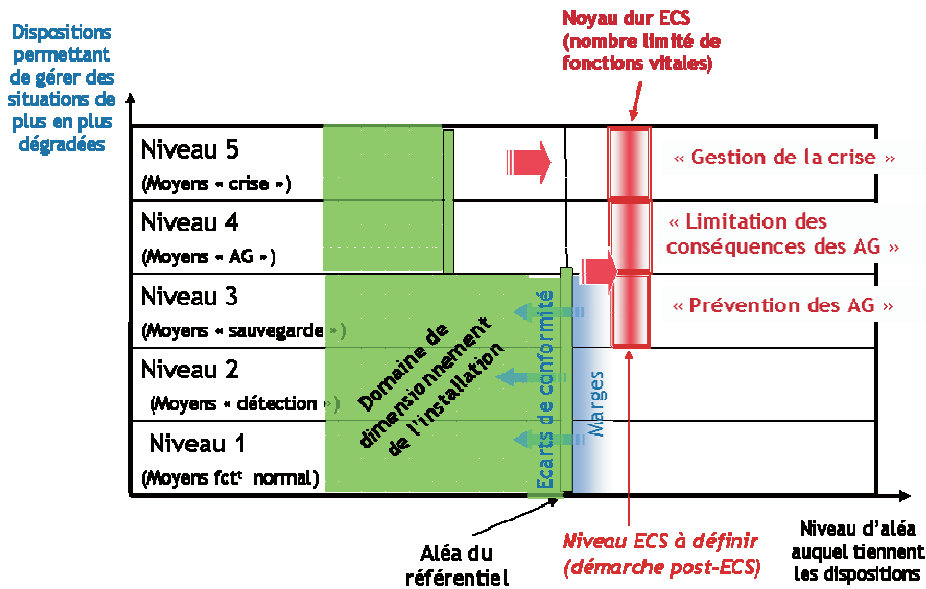 Dispositions
permettant
de gérer des
situations de
plus en plus
dégradées
Noyau dur ECS
(nombre limité de
fonctions vitales)
Niveau 5
(Moyens « crise »)
« Gestion de la crise »
Niveau 4
(Moyens « AG »)
« Limitation des
conséquences des AG »
Niveau 3
(Moyens « sauvegarde »)
« Prévention des AG »
Niveau 2
(Moyens « détection »)
Niveau 1
(Moyens fctᵗ normal)
Domaine de
dimensionnement
de l'installation
Ecarts de conformité
Marges
Aléa du
référentiel
Niveau ECS à définir
(démarche post-ECS)
Niveau d'aléa
auquel tiennent
les dispositions